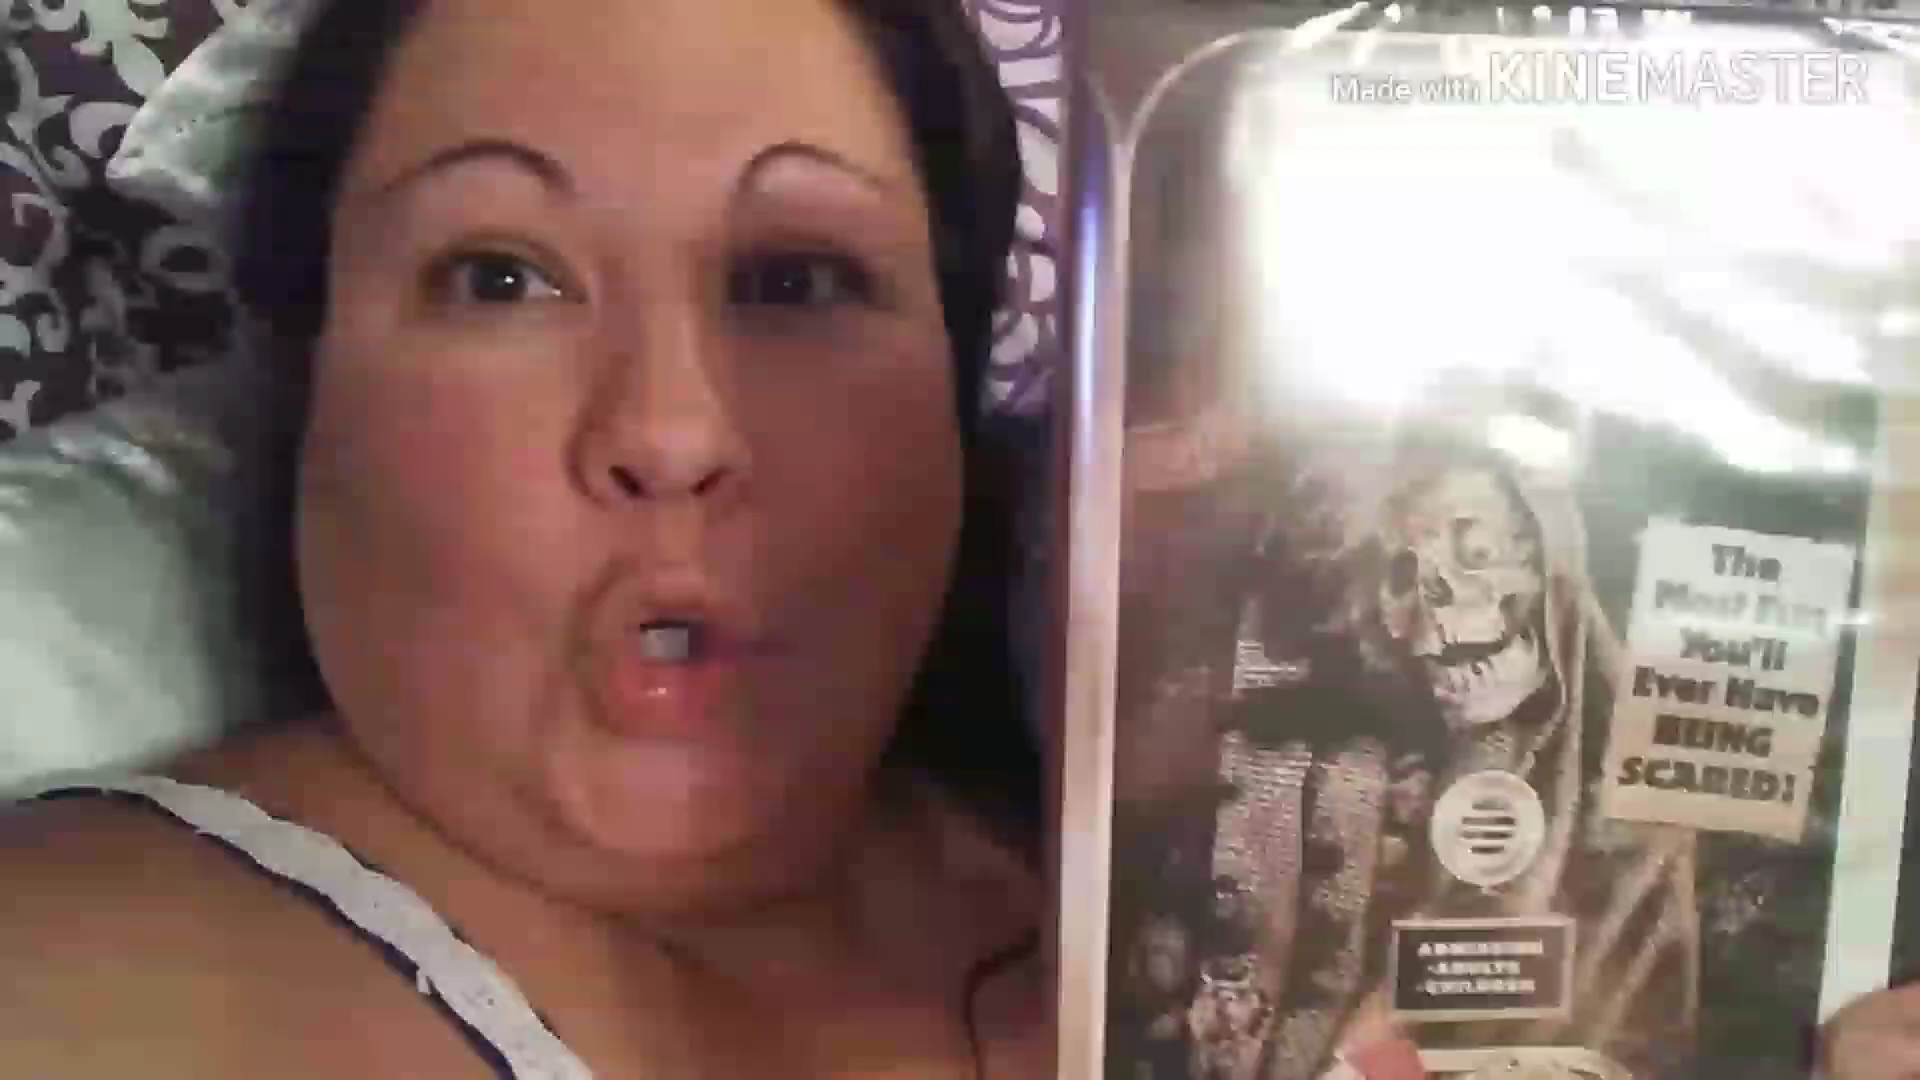 Made with KINEMASTER
The
Most Fun
You'll
Ever Have
BEING
SCARED!
ADMISSION
-ADULTS
-CHILDREN